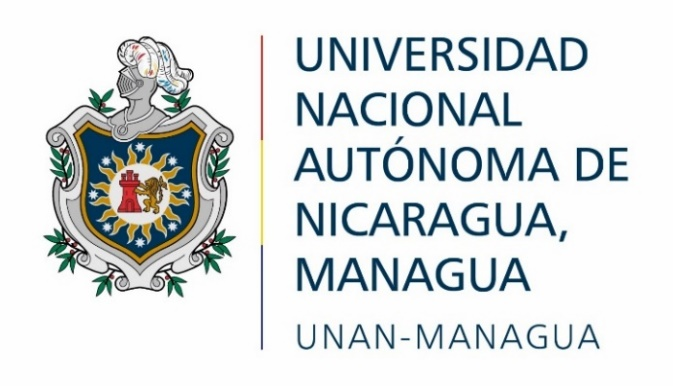 UNIVERSIDAD
NACIONAL
AUTÓNOMA DE
NICARAGUA,
MANAGUA
UNAN-MANAGUA